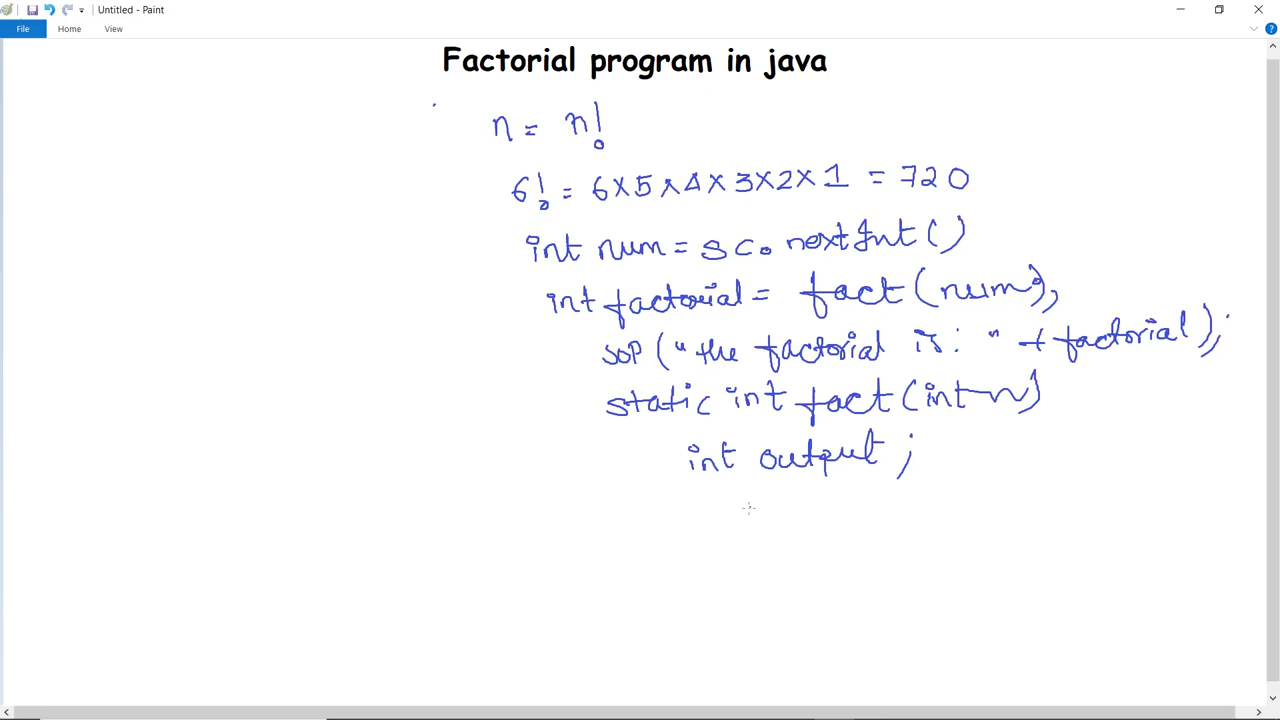 Untitled - Paint
File Home View
Factorial program in java
n = n!
6! = 6x5x4x3x2x1 = 720
int num = sc.nextInt()
int factorial = fact(num);
SOP("the factorial is: " + factorial);
static int fact(int n)
int output;